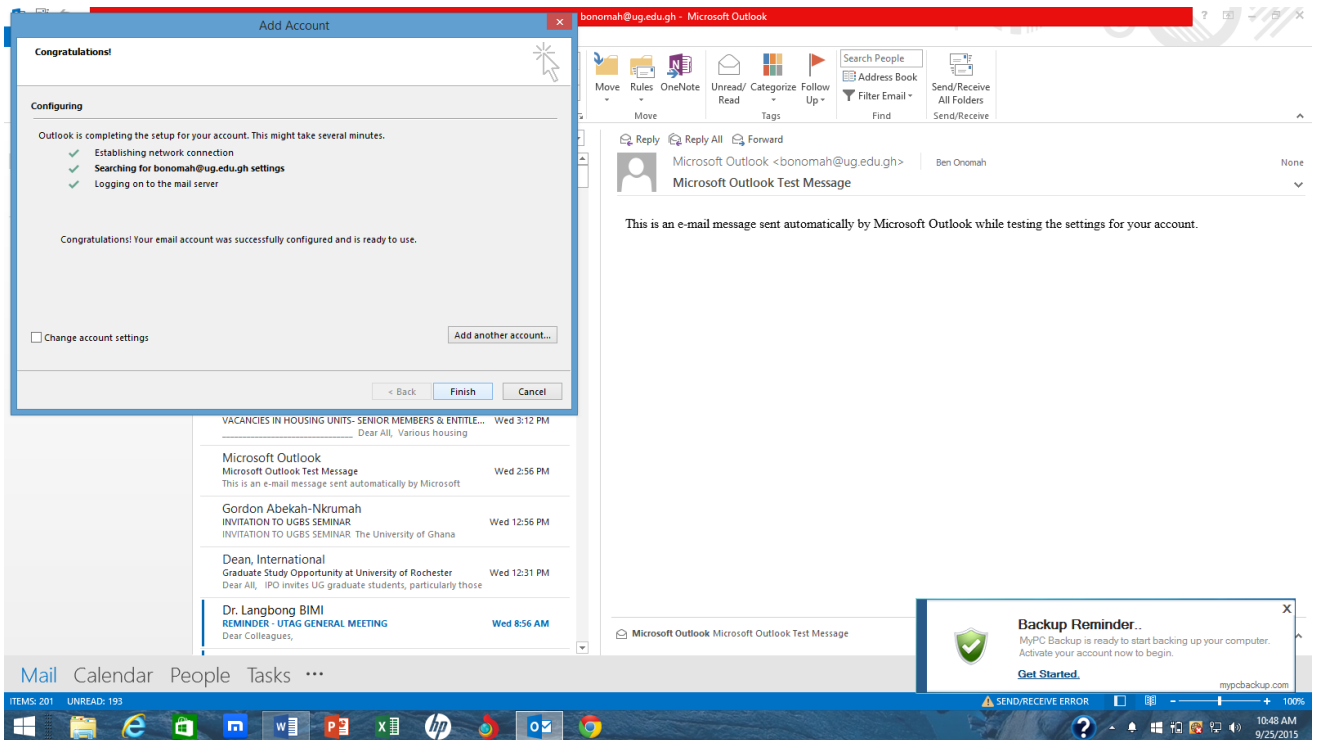 Add Account
bonomah@ug.edu.gh - Microsoft Outlook
Congratulations!
Configuring
Outlook is completing the setup for your account. This might take several minutes.
Establishing network connection
Searching for bonomah@ug.edu.gh settings
Logging on to the mail server
Congratulations! Your email account was successfully configured and is ready to use.
Change account settings
Add another account...
< Back Finish Cancel
Move Rules OneNote Unread/ Read Categorize Follow Up
Search People
Address Book
Filter Email
Send/Receive All Folders
Move Tags Find Send/Receive
Reply Reply All Forward
Microsoft Outlook <bonomah@ug.edu.gh> Ben Onomah None
Microsoft Outlook Test Message
This is an e-mail message sent automatically by Microsoft Outlook while testing the settings for your account.
VACANCIES IN HOUSING UNITS- SENIOR MEMBERS & ENTITLE... Wed 3:12 PM
Dear All, Various housing
Microsoft Outlook
Microsoft Outlook Test Message Wed 2:56 PM
This is an e-mail message sent automatically by Microsoft
Gordon Abekah-Nkrumah
INVITATION TO UGBS SEMINAR Wed 12:56 PM
INVITATION TO UGBS SEMINAR The University of Ghana
Dean, International
Graduate Study Opportunity at University of Rochester Wed 12:31 PM
Dear All, IPO invites UG graduate students, particularly those
Dr. Langbong BIMI
REMINDER - UTAG GENERAL MEETING Wed 8:56 AM
Dear Colleagues,
Microsoft Outlook Microsoft Outlook Test Message
X
Backup Reminder..
MyPC Backup is ready to start backing up your computer.
Activate your account now to begin.
Get Started.
mypcbackup.com
Mail Calendar People Tasks ···
ITEMS: 201 UNREAD: 193 SEND/RECEIVE ERROR 100%
10:48 AM
9/25/2015